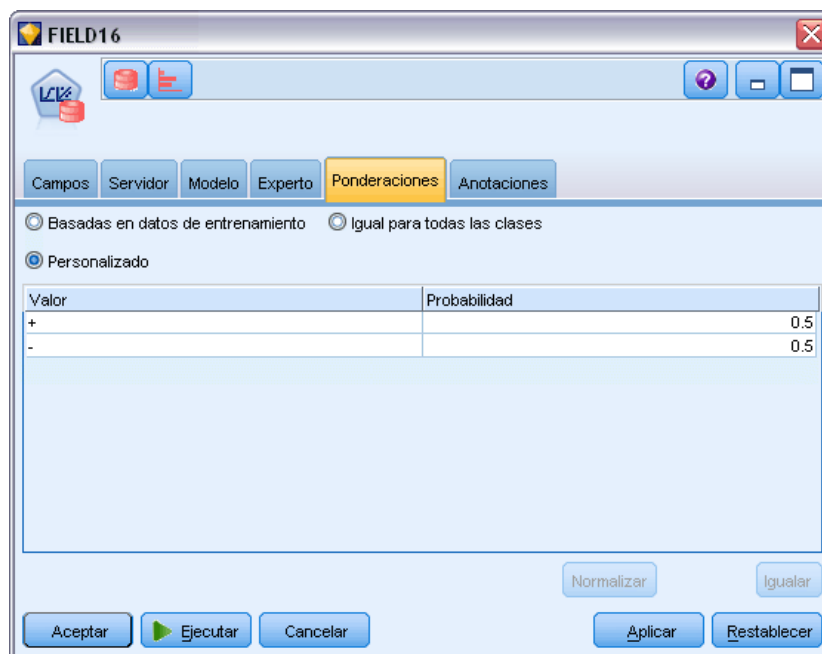 FIELD16
Campos Servidor Modelo Experto Ponderaciones Anotaciones
Basadas en datos de entrenamiento Igual para todas las clases
Personalizado
Valor Probabilidad
+ 0.5
- 0.5
Normalizar Igualar
Aceptar Ejecutar Cancelar Aplicar Restablecer